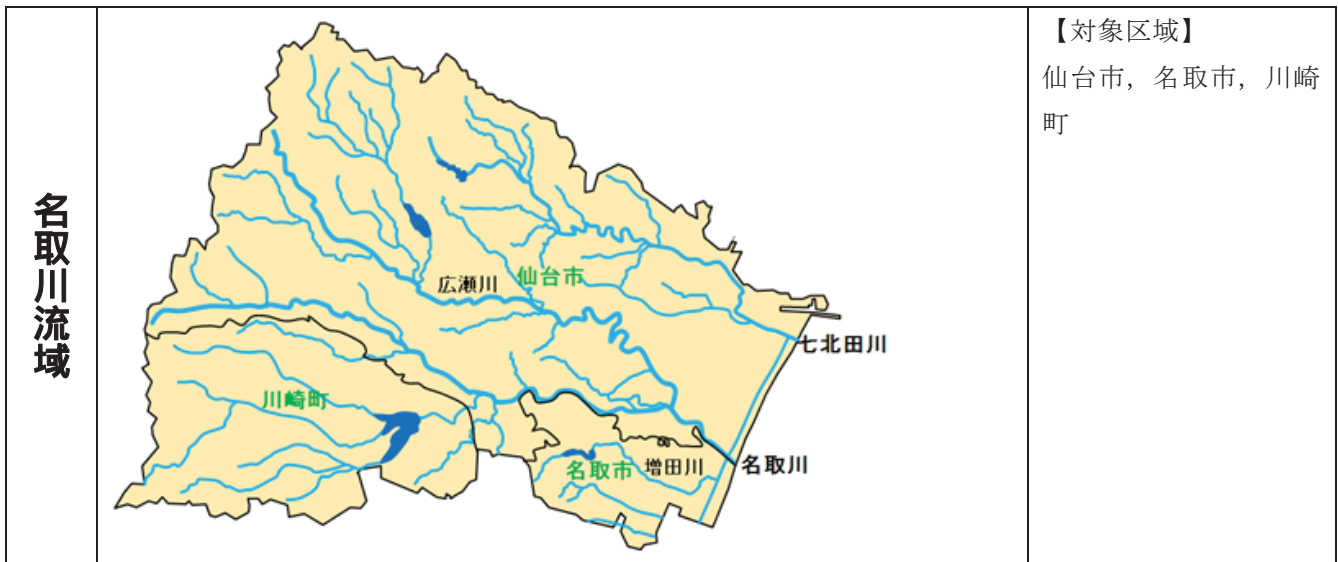 名取川流域
広瀬川
仙台市
七北田川
川崎町
名取市
増田川
名取川
【対象区域】
仙台市，名取市，川崎
町